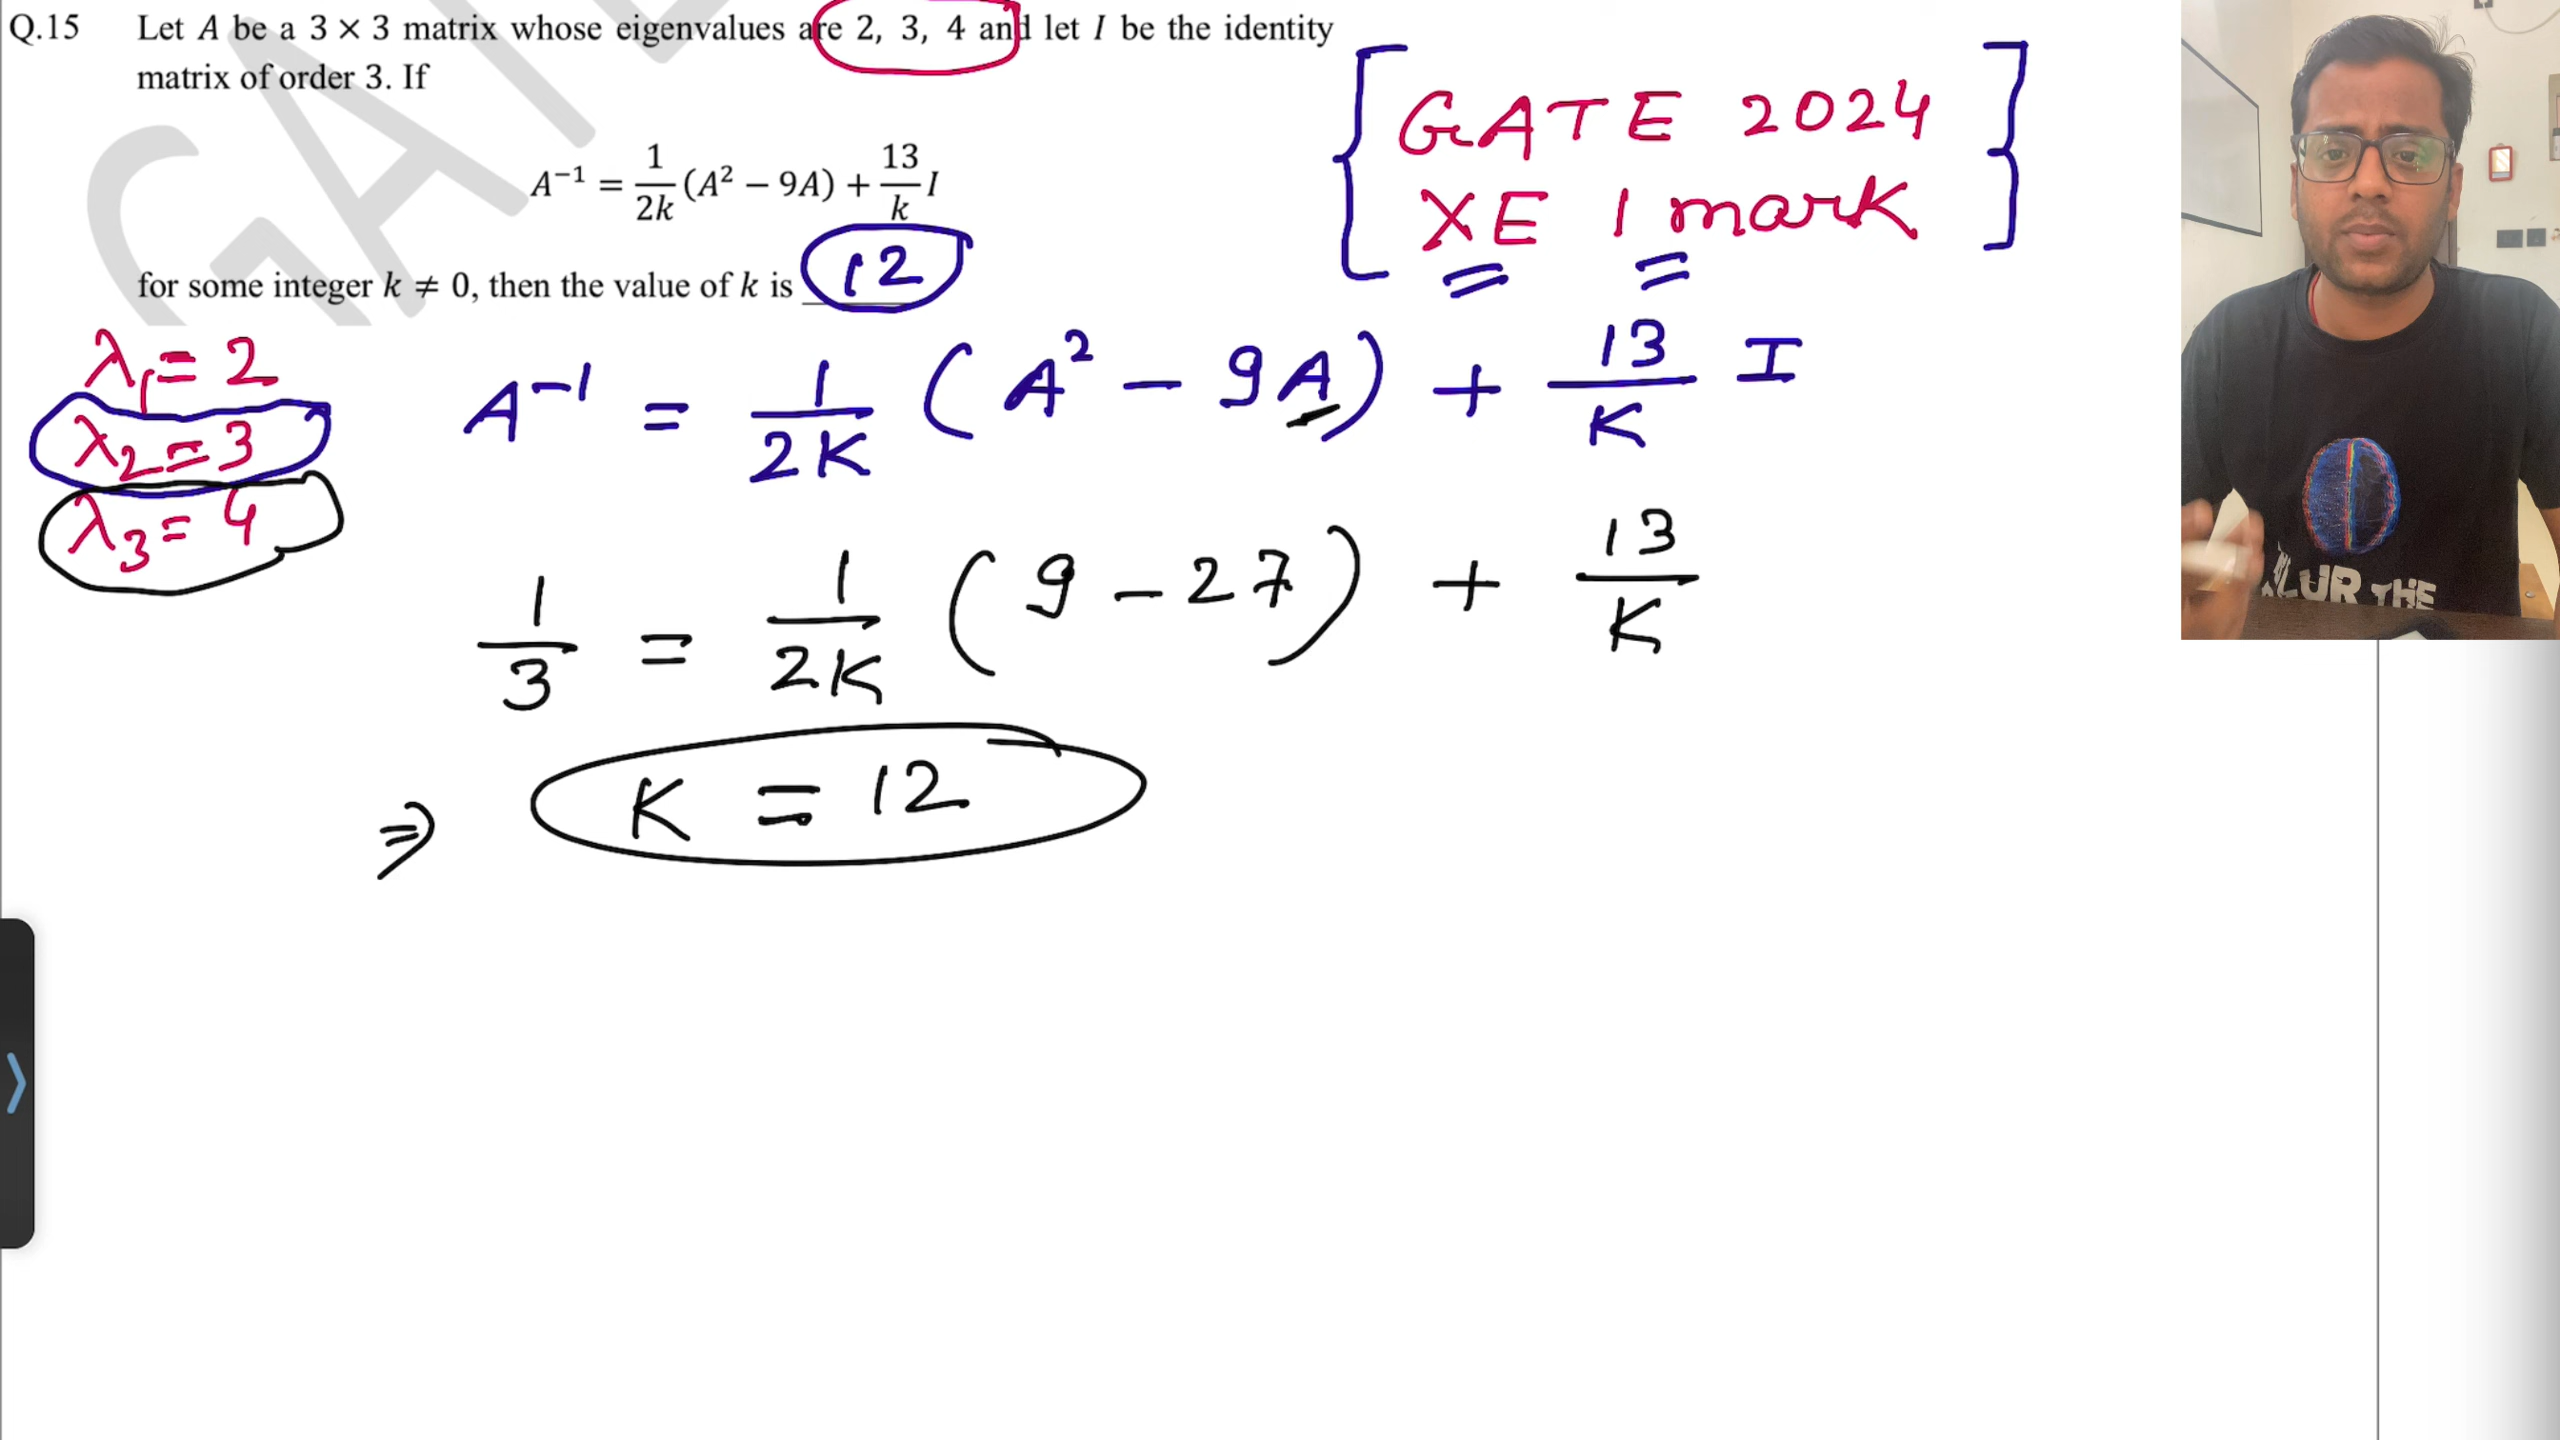 Q.15 Let A be a 3 × 3 matrix whose eigenvalues are 2, 3, 4 and let I be the identity
matrix of order 3. If
A⁻¹ = 1/2k (A² − 9A) + 13/k I
for some integer k ≠ 0, then the value of k is 12
[GATE 2024
XE 1 mark]
λ₁ = 2
λ₂ = 3
λ₃ = 4
A⁻¹ = 1/2K (A² − 9A) + 13/K I
1/3 = 1/2K (9 − 27) + 13/K
⇒ K = 12
LUR THE